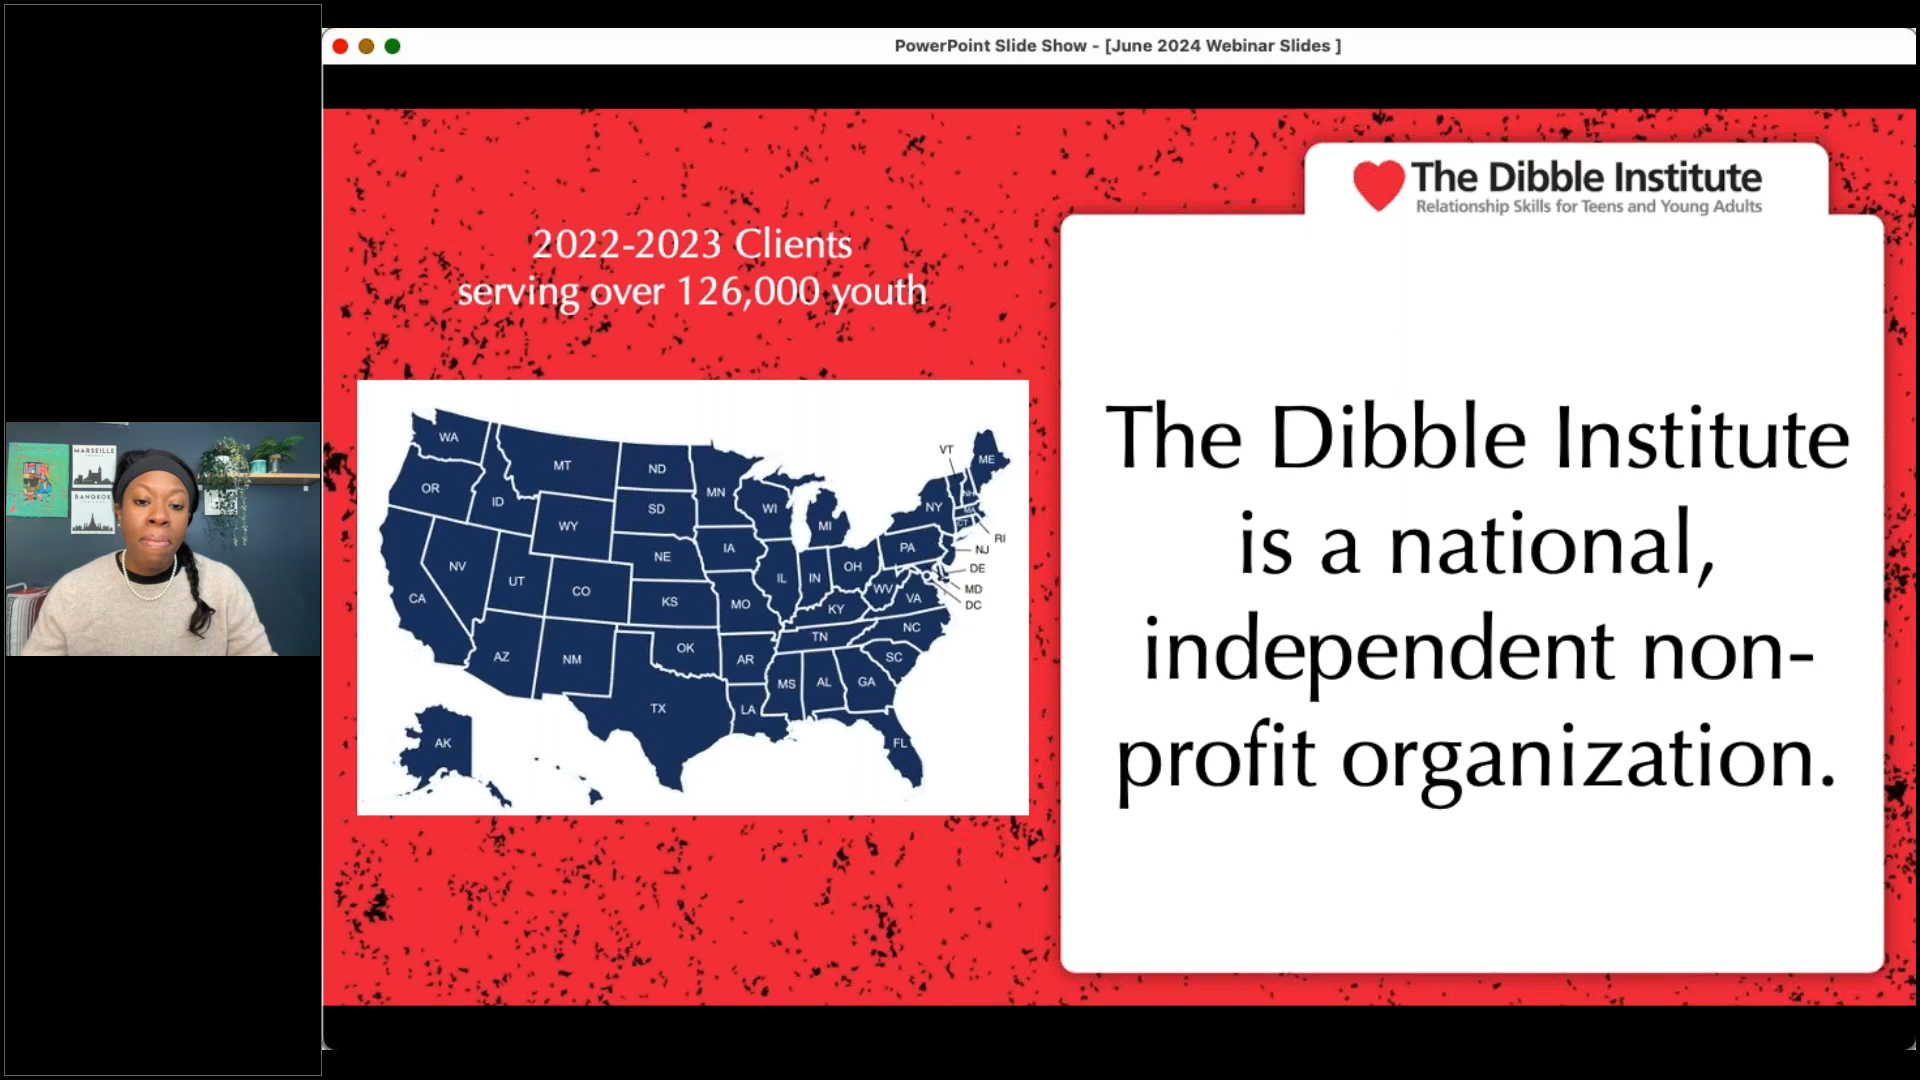 PowerPoint Slide Show - [June 2024 Webinar Slides ]
The Dibble Institute
Relationship Skills for Teens and Young Adults
2022-2023 Clients
serving over 126,000 youth
The Dibble Institute
is a national,
independent non-
profit organization.
WA
MT
ND
MN
VT
ME
OR
ID
WY
SD
WI
MI
NY
NH
MA
CT
RI
NV
UT
CO
NE
IA
IL
IN
OH
PA
NJ
DE
MD
DC
CA
KS
MO
KY
WV
VA
AZ
NM
OK
AR
TN
NC
SC
TX
LA
MS
AL
GA
FL
AK
MARSEILLE
BANGKOK